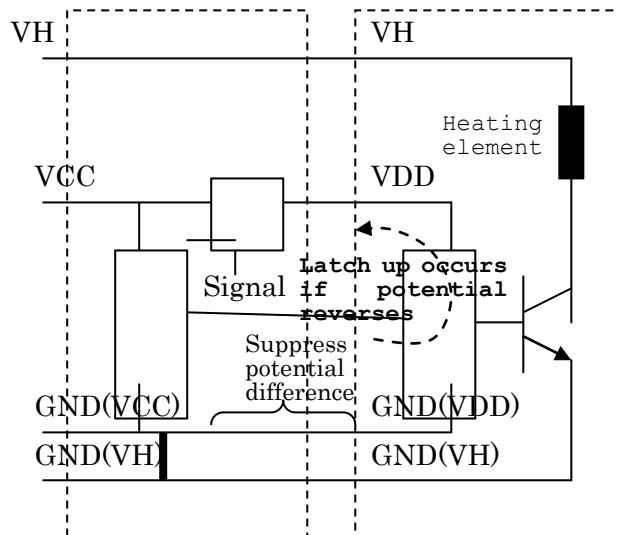 VH
VH
Heating
element
VCC
VDD
Signal
Latch up occurs
if potential
reverses
Suppress
potential
difference
GND(VCC)
GND(VDD)
GND(VH)
GND(VH)